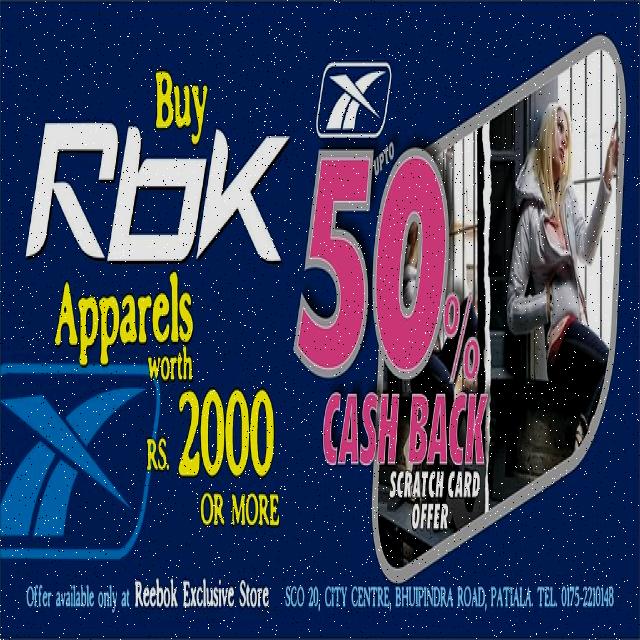 Buy
Rbk
Apparels
worth
RS. 2000
OR MORE
UPTO
50%
CASH BACK
SCRATCH CARD
OFFER
Offer available only at Reebok Exclusive Store SCO 20, CITY CENTRE, BHUPINDRA ROAD, PATIALA. TEL. 0175-2210148